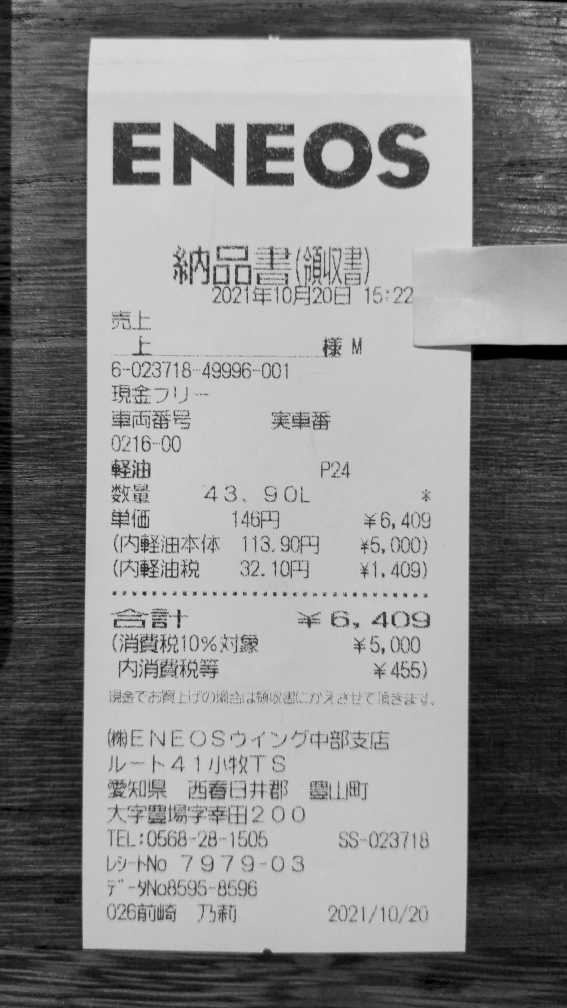 ENEOS
納品書(領収書)
2021年10月20日 15:22
売上
上 様 M
6-023718-49996-001
現金フリー
車両番号 実車番
0216-00
軽油 P24
数量 43.90L *
単価 146円 ¥6,409
(内軽油本体 113.90円 ¥5,000)
(内軽油税 32.10円 ¥1,409)
合計 ¥6,409
(消費税10%対象 ¥5,000
内消費税等 ¥455)
現金でお買上げの場合は領収書にかえさせて頂きます。
㈱ENEOSウイング中部支店
ルート41小牧TS
愛知県 西春日井郡 豊山町
大字豊場字幸田200
TEL:0568-28-1505 SS-023718
レシートNo 7979-03
データNo8595-8596
026前崎 乃莉 2021/10/20